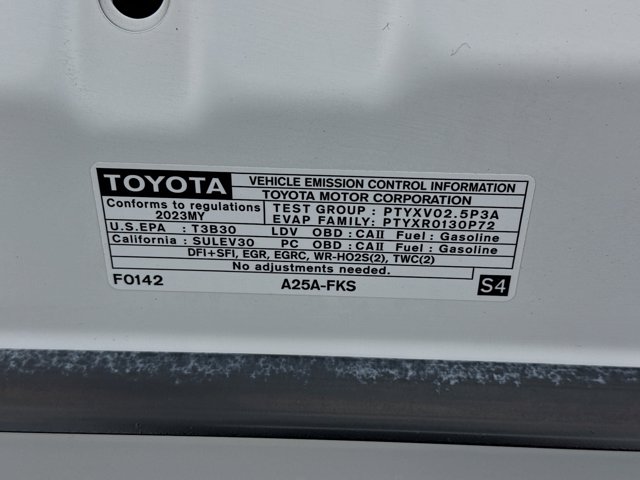 TOYOTA
VEHICLE EMISSION CONTROL INFORMATION
TOYOTA MOTOR CORPORATION
Conforms to regulations
2023MY
TEST GROUP : PTYXV02.5P3A
EVAP FAMILY: PTYXR0130P72
U.S.EPA : T3B30 LDV OBD : CAII Fuel : Gasoline
California : SULEV30 PC OBD : CAII Fuel : Gasoline
DFI+SFI, EGR, EGRC, WR-HO2S(2), TWC(2)
No adjustments needed.
F0142 A25A-FKS S4